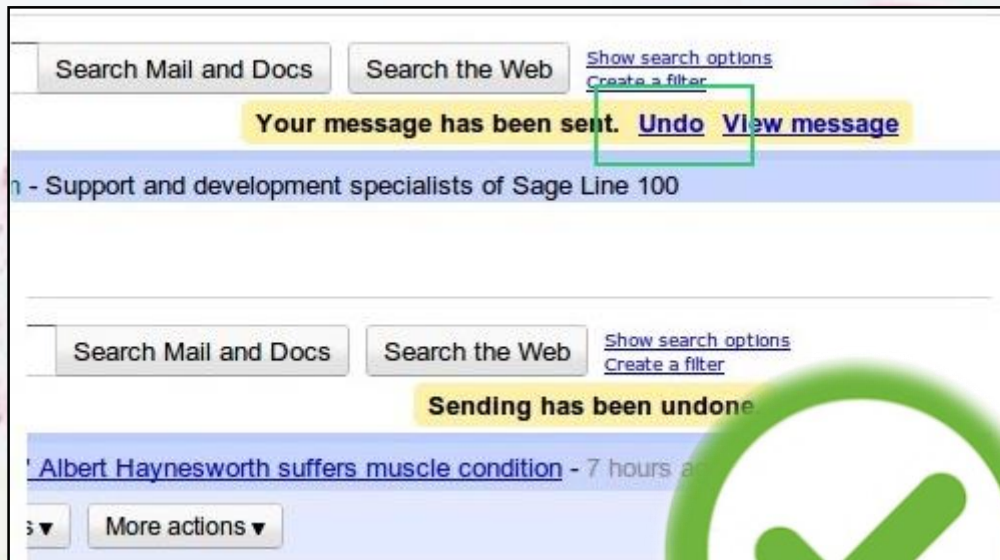 Search Mail and Docs Search the Web Show search options
Create a filter
Your message has been sent. Undo View message
- Support and development specialists of Sage Line 100
Search Mail and Docs Search the Web Show search options
Create a filter
Sending has been undone.
Albert Haynesworth suffers muscle condition - 7 hours
More actions ▾